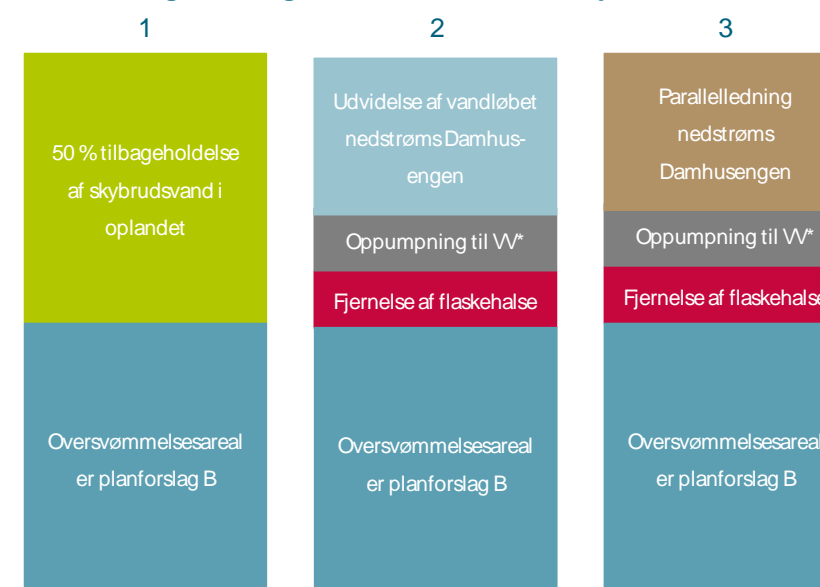 1
50 % tilbageholdelse
af skybrudsvand i
oplandet
Oversvømmelsesareal
er planforslag B
2
Udvidelse af vandløbet
nedstrøms Damhus-
engen
Oppumpning til VV*
Fjernelse af flaskehalse
Oversvømmelsesareal
er planforslag B
3
Parallelledning
nedstrøms
Damhusengen
Oppumpning til VV*
Fjernelse af flaskehalse
Oversvømmelsesareal
er planforslag B